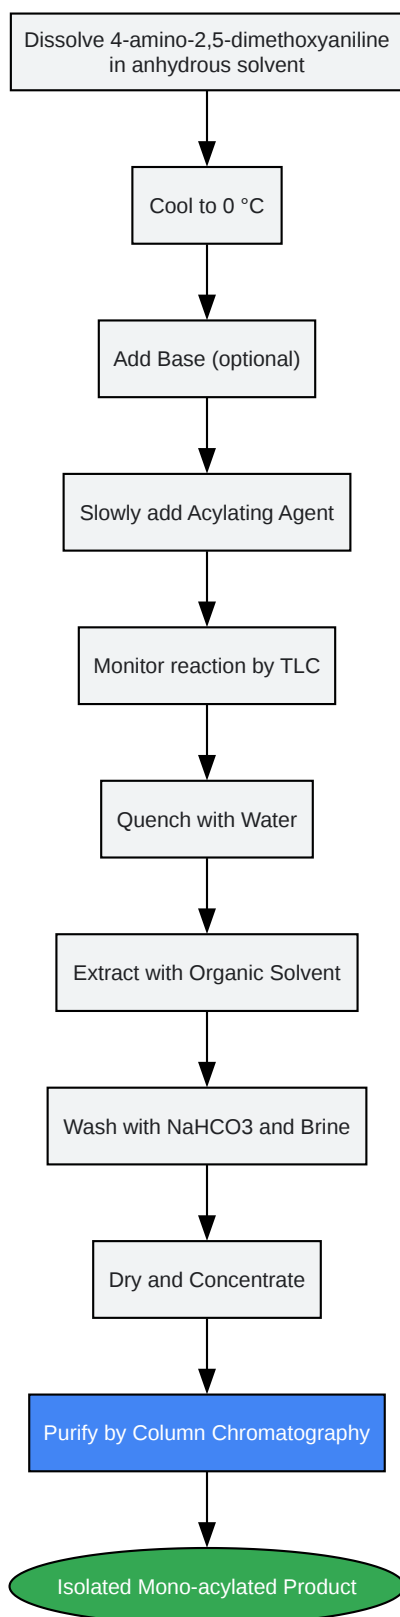 Dissolve 4-amino-2,5-dimethoxyaniline
in anhydrous solvent
Cool to 0 °C
Add Base (optional)
Slowly add Acylating Agent
Monitor reaction by TLC
Quench with Water
Extract with Organic Solvent
Wash with NaHCO3 and Brine
Dry and Concentrate
Purify by Column Chromatography
Isolated Mono-acylated Product